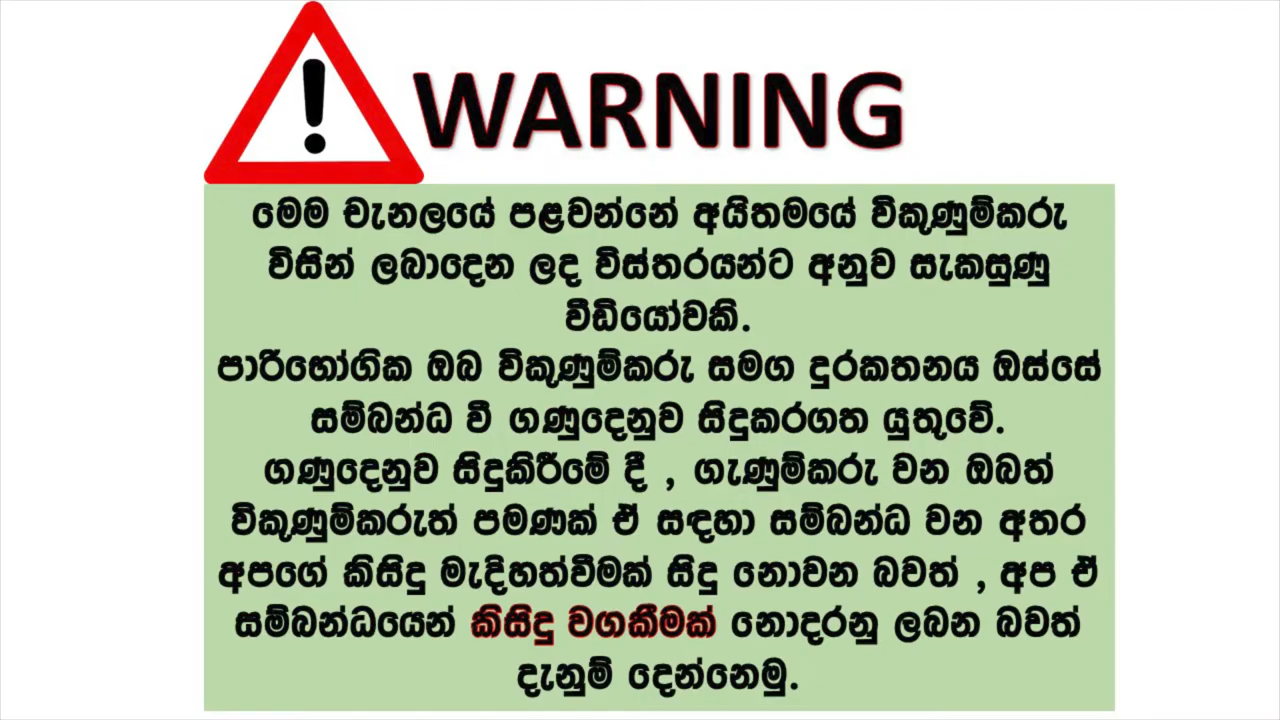 WARNING
මෙම චැනලයේ පළවන්නේ අයිතමයේ විකුණුම්කරු
විසින් ලබාදෙන ලද විස්තරයන්ට අනුව සැකසුණු
වීඩියෝවකි.
පාරිභෝගික ඔබ විකුණුම්කරු සමග දුරකතනය ඔස්සේ
සම්බන්ධ වී ගණුදෙනුව සිදුකරගත යුතුවේ.
ගණුදෙනුව සිදුකිරීමේ දී , ගැණුම්කරු වන ඔබත්
විකුණුම්කරුත් පමණක් ඒ සඳහා සම්බන්ධ වන අතර
අපගේ කිසිදු මැදිහත්වීමක් සිදු නොවන බවත් , අප ඒ
සම්බන්ධයෙන් කිසිදු වගකීමක් නොදරනු ලබන බවත්
දැනුම් දෙන්නෙමු.